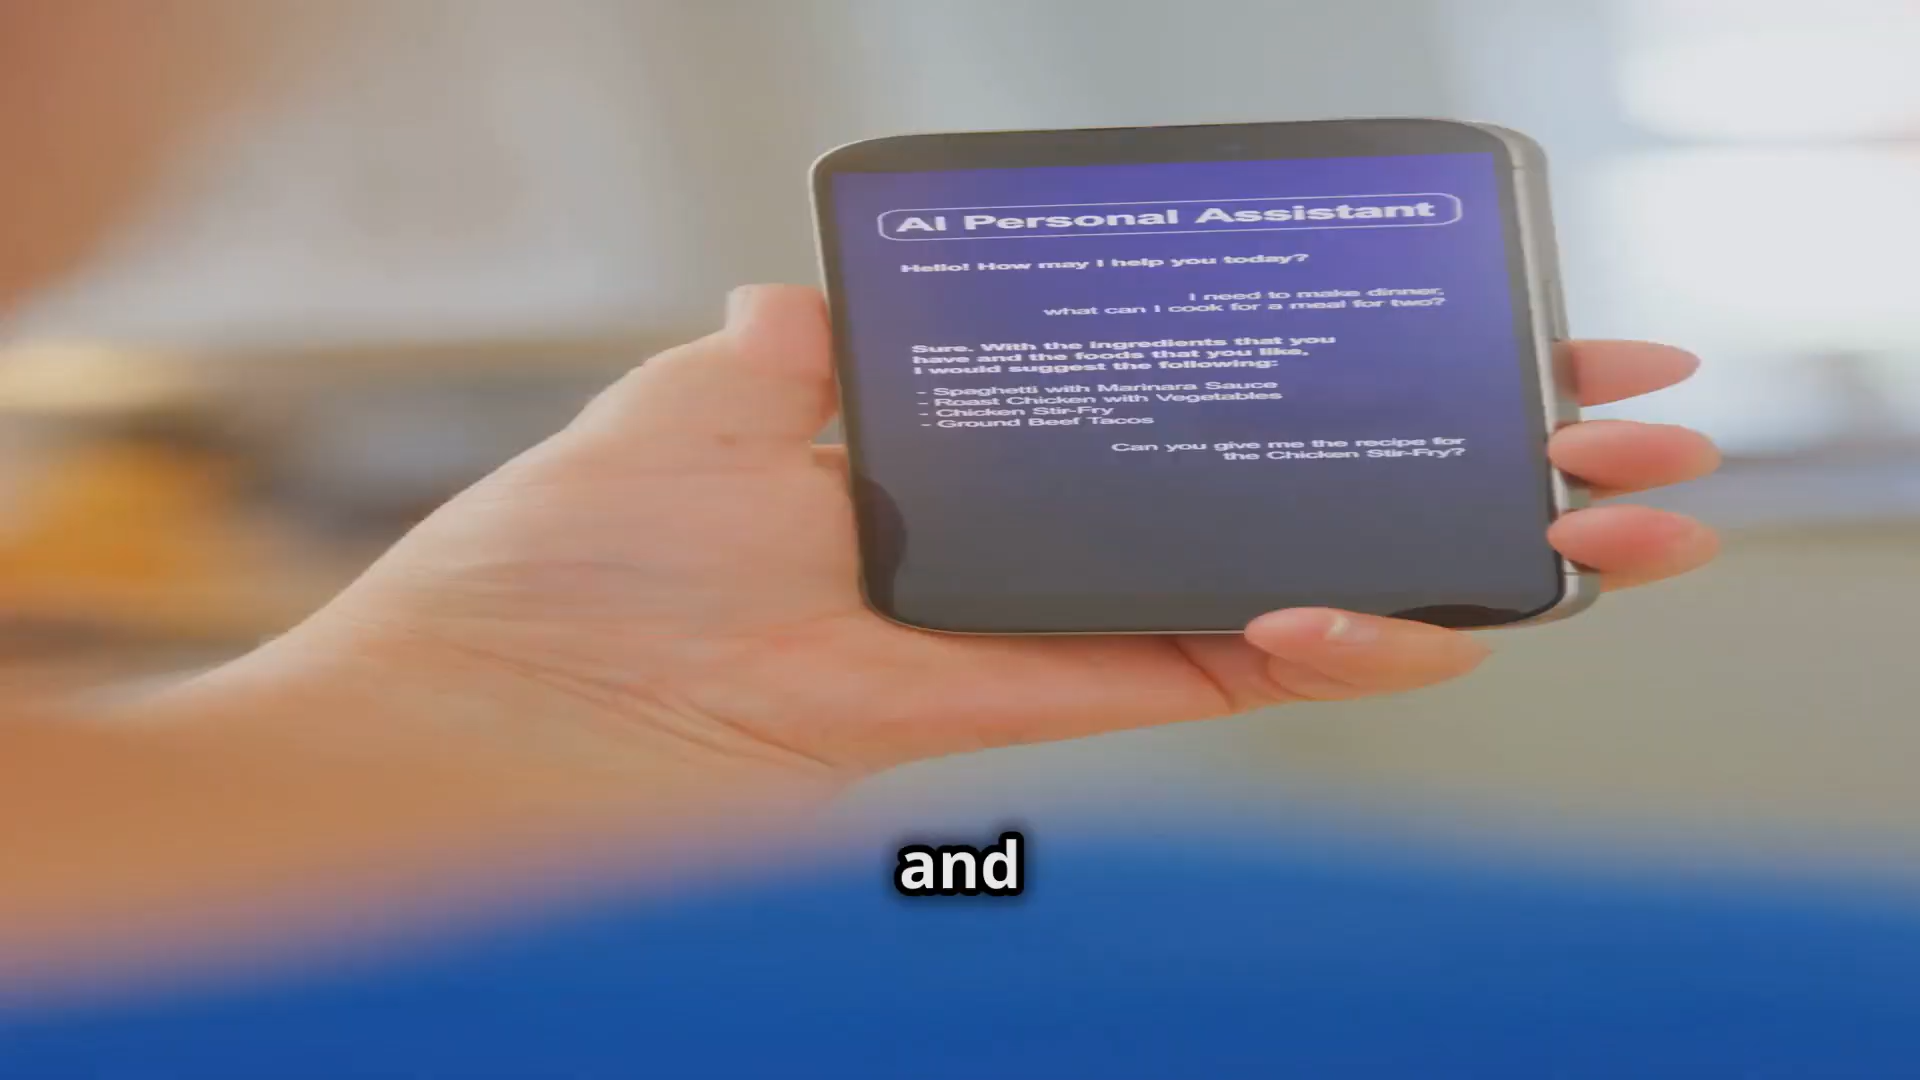 AI Personal Assistant
Hello! How may I help you today?
I need to make dinner,
what can I cook for a meal for two?
Sure. With the ingredients that you
have and the foods that you like,
I would suggest the following:
- Spaghetti with Marinara Sauce
- Roast Chicken with Vegetables
- Chicken Stir-Fry
- Ground Beef Tacos
Can you give me the recipe for
the Chicken Stir-Fry?
and